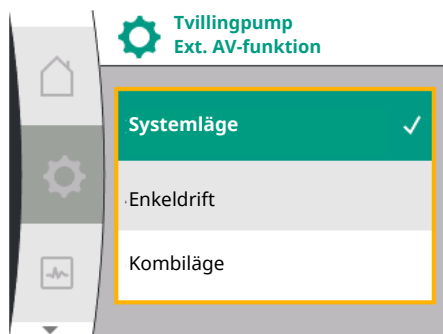 Tvillingpump
Ext. AV-funktion
Systemläge
Enkeldrift
Kombiläge